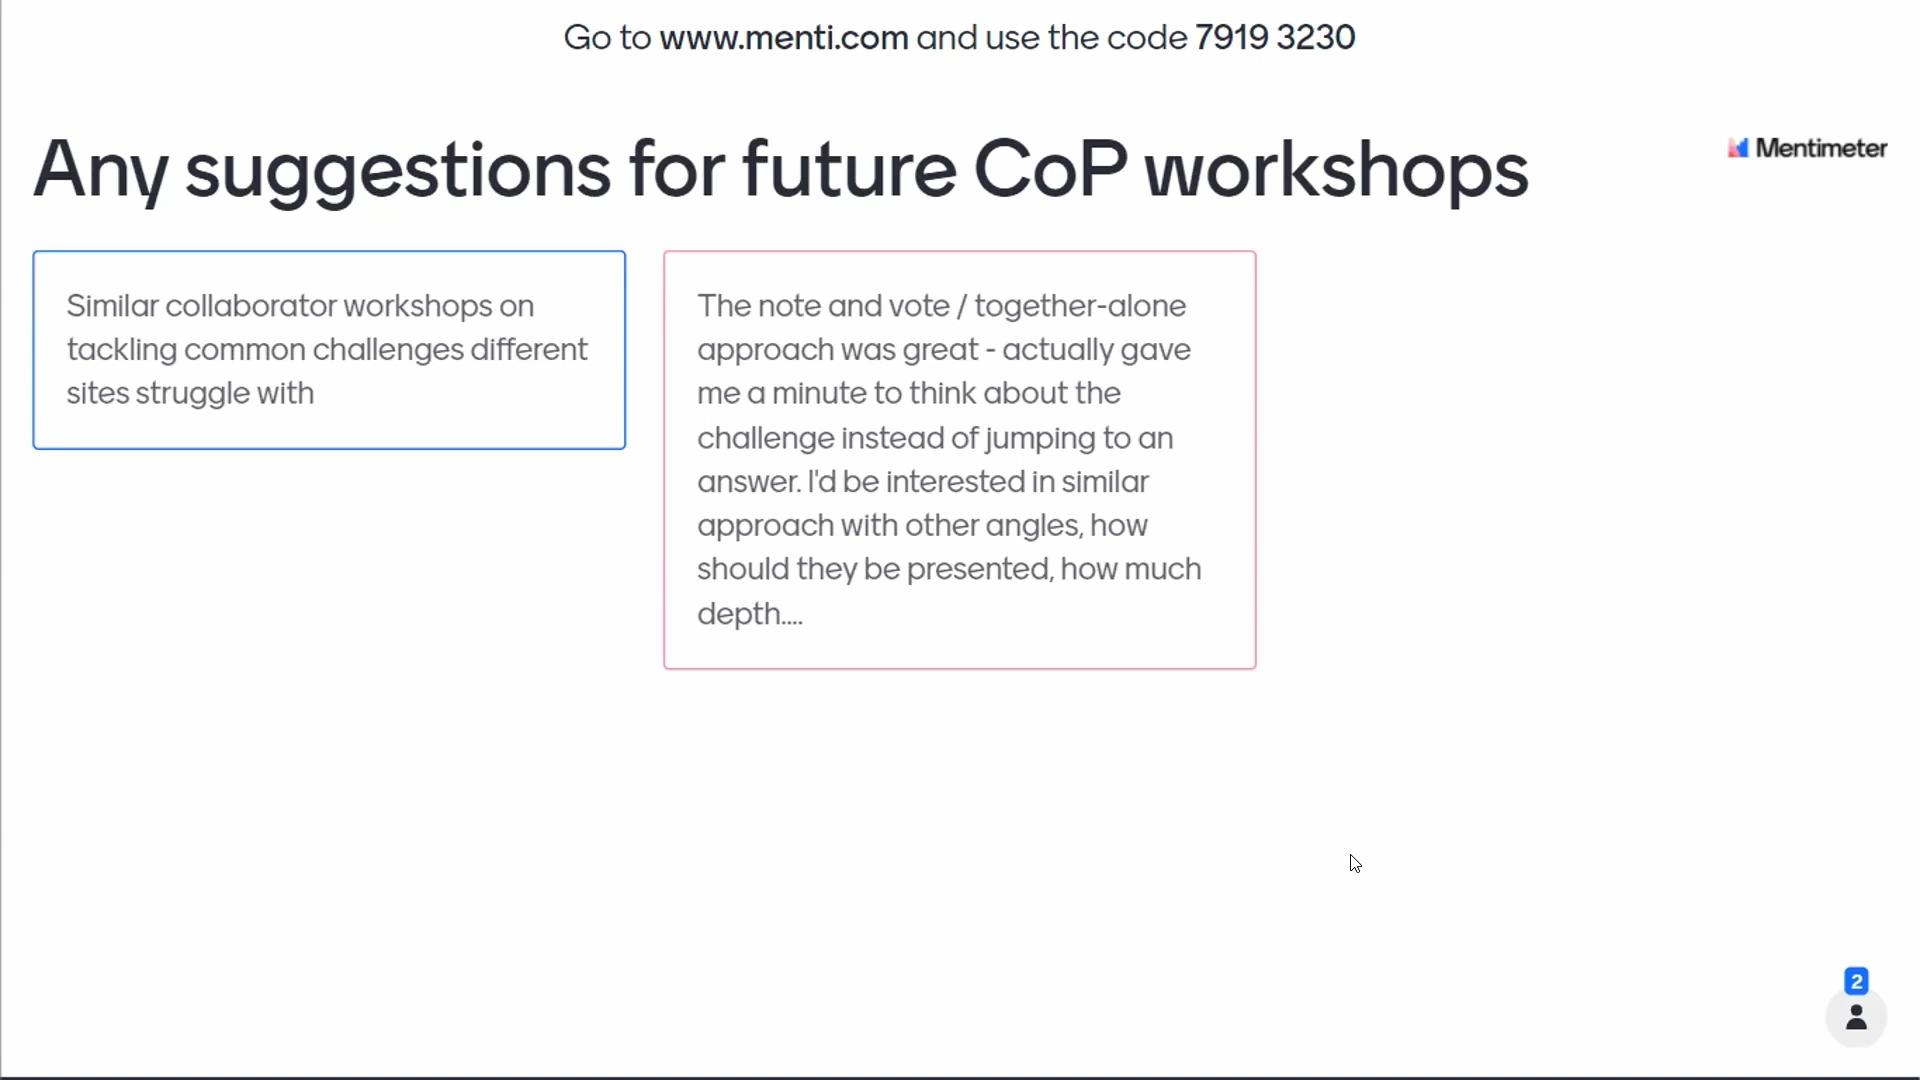 Go to www.menti.com and use the code 7919 3230
Any suggestions for future CoP workshops
Mentimeter
Similar collaborator workshops on
tackling common challenges different
sites struggle with
The note and vote / together-alone
approach was great - actually gave
me a minute to think about the
challenge instead of jumping to an
answer. I'd be interested in similar
approach with other angles, how
should they be presented, how much
depth....
2